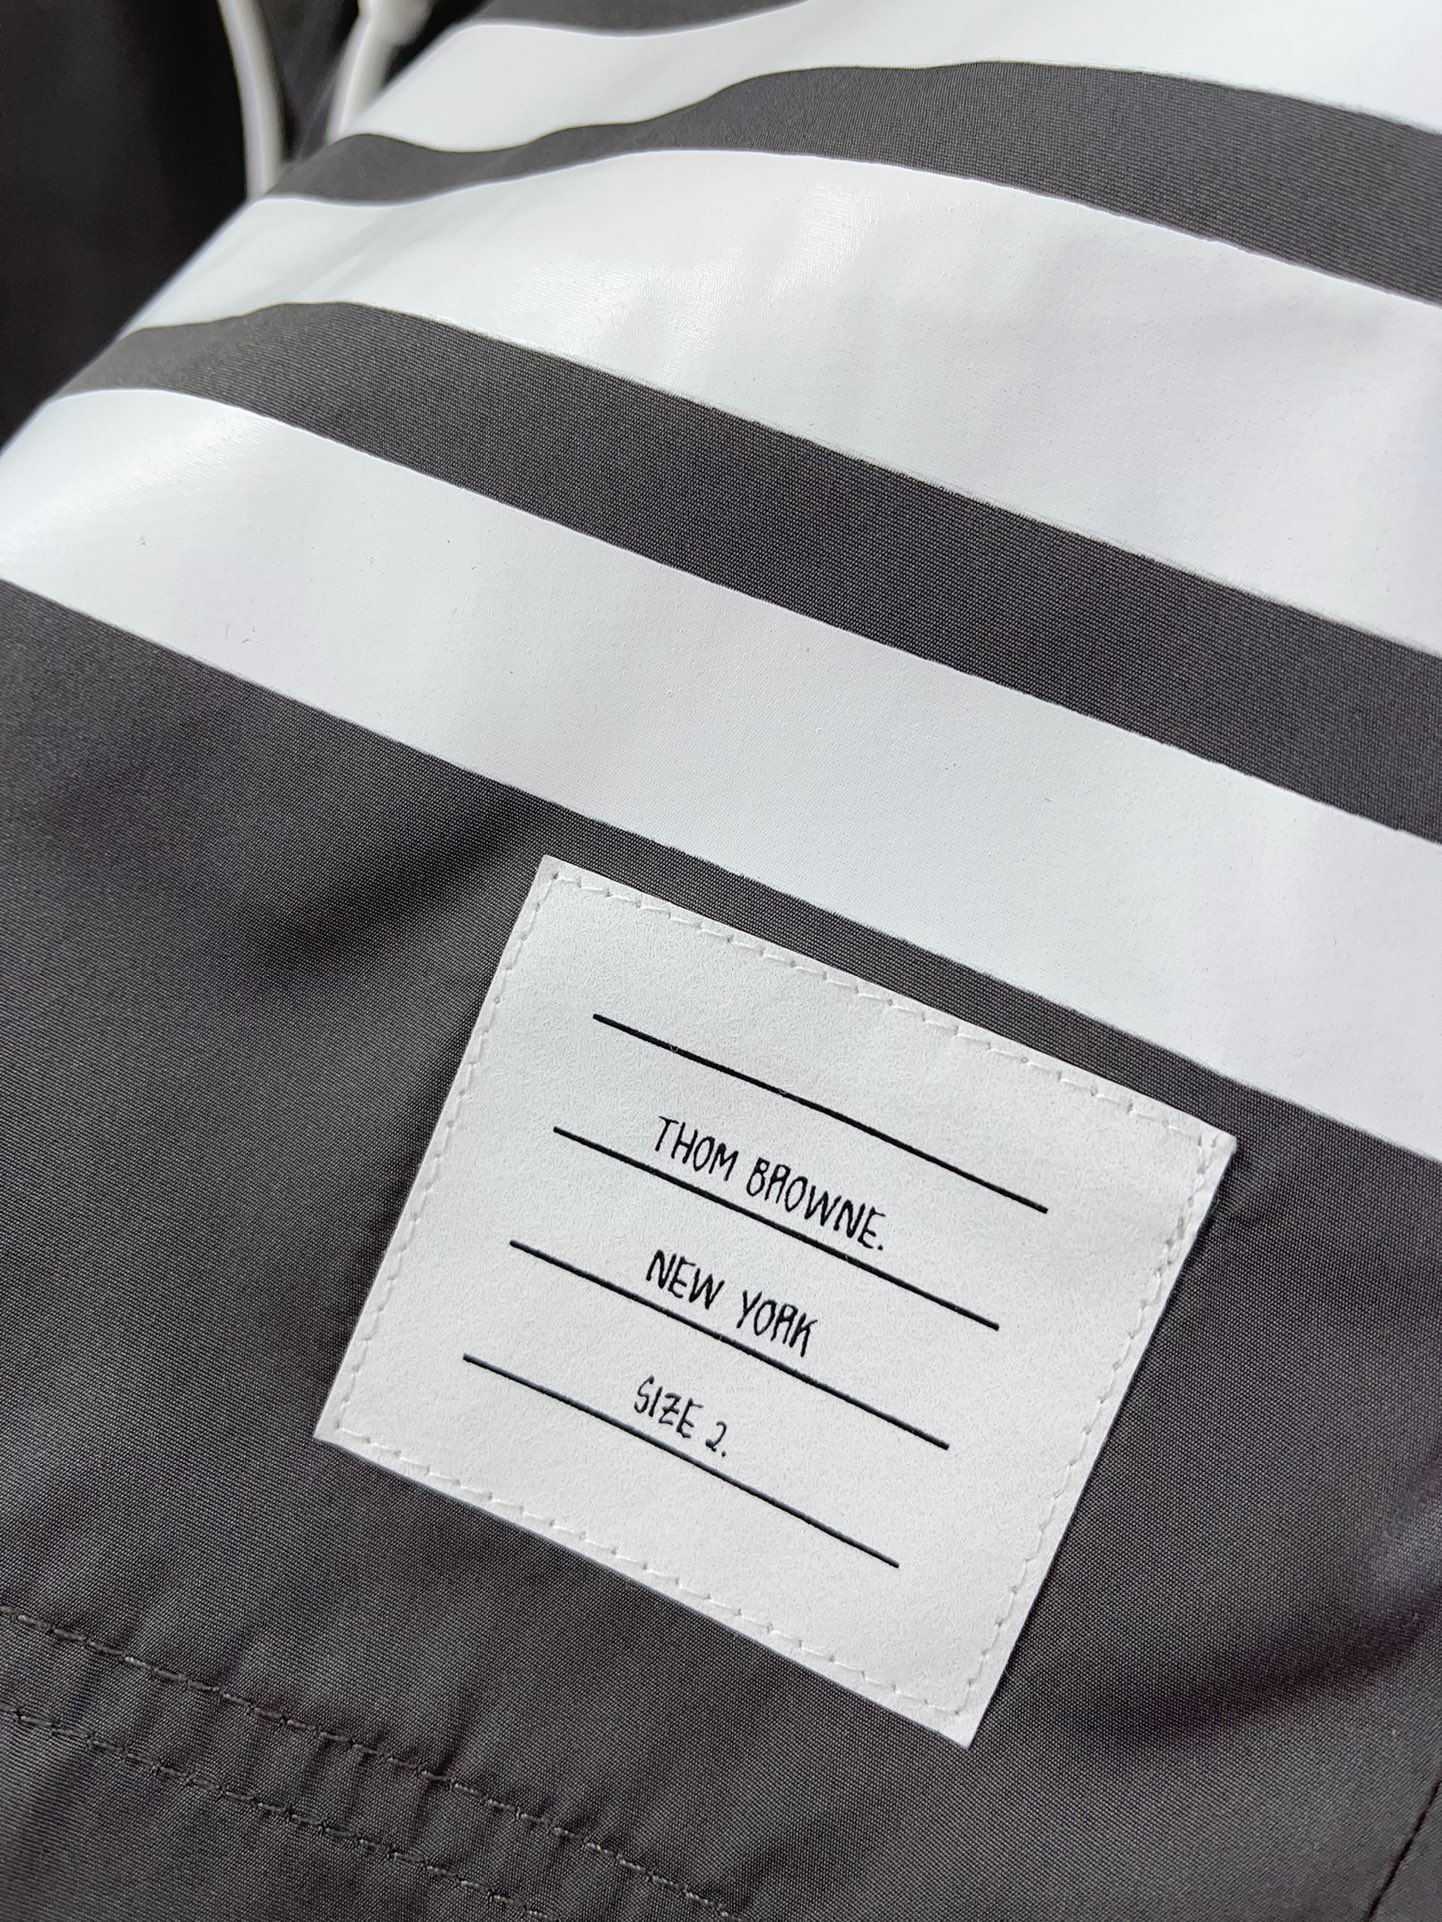 THOM BROWNE.
NEW YORK
SIZE 2.